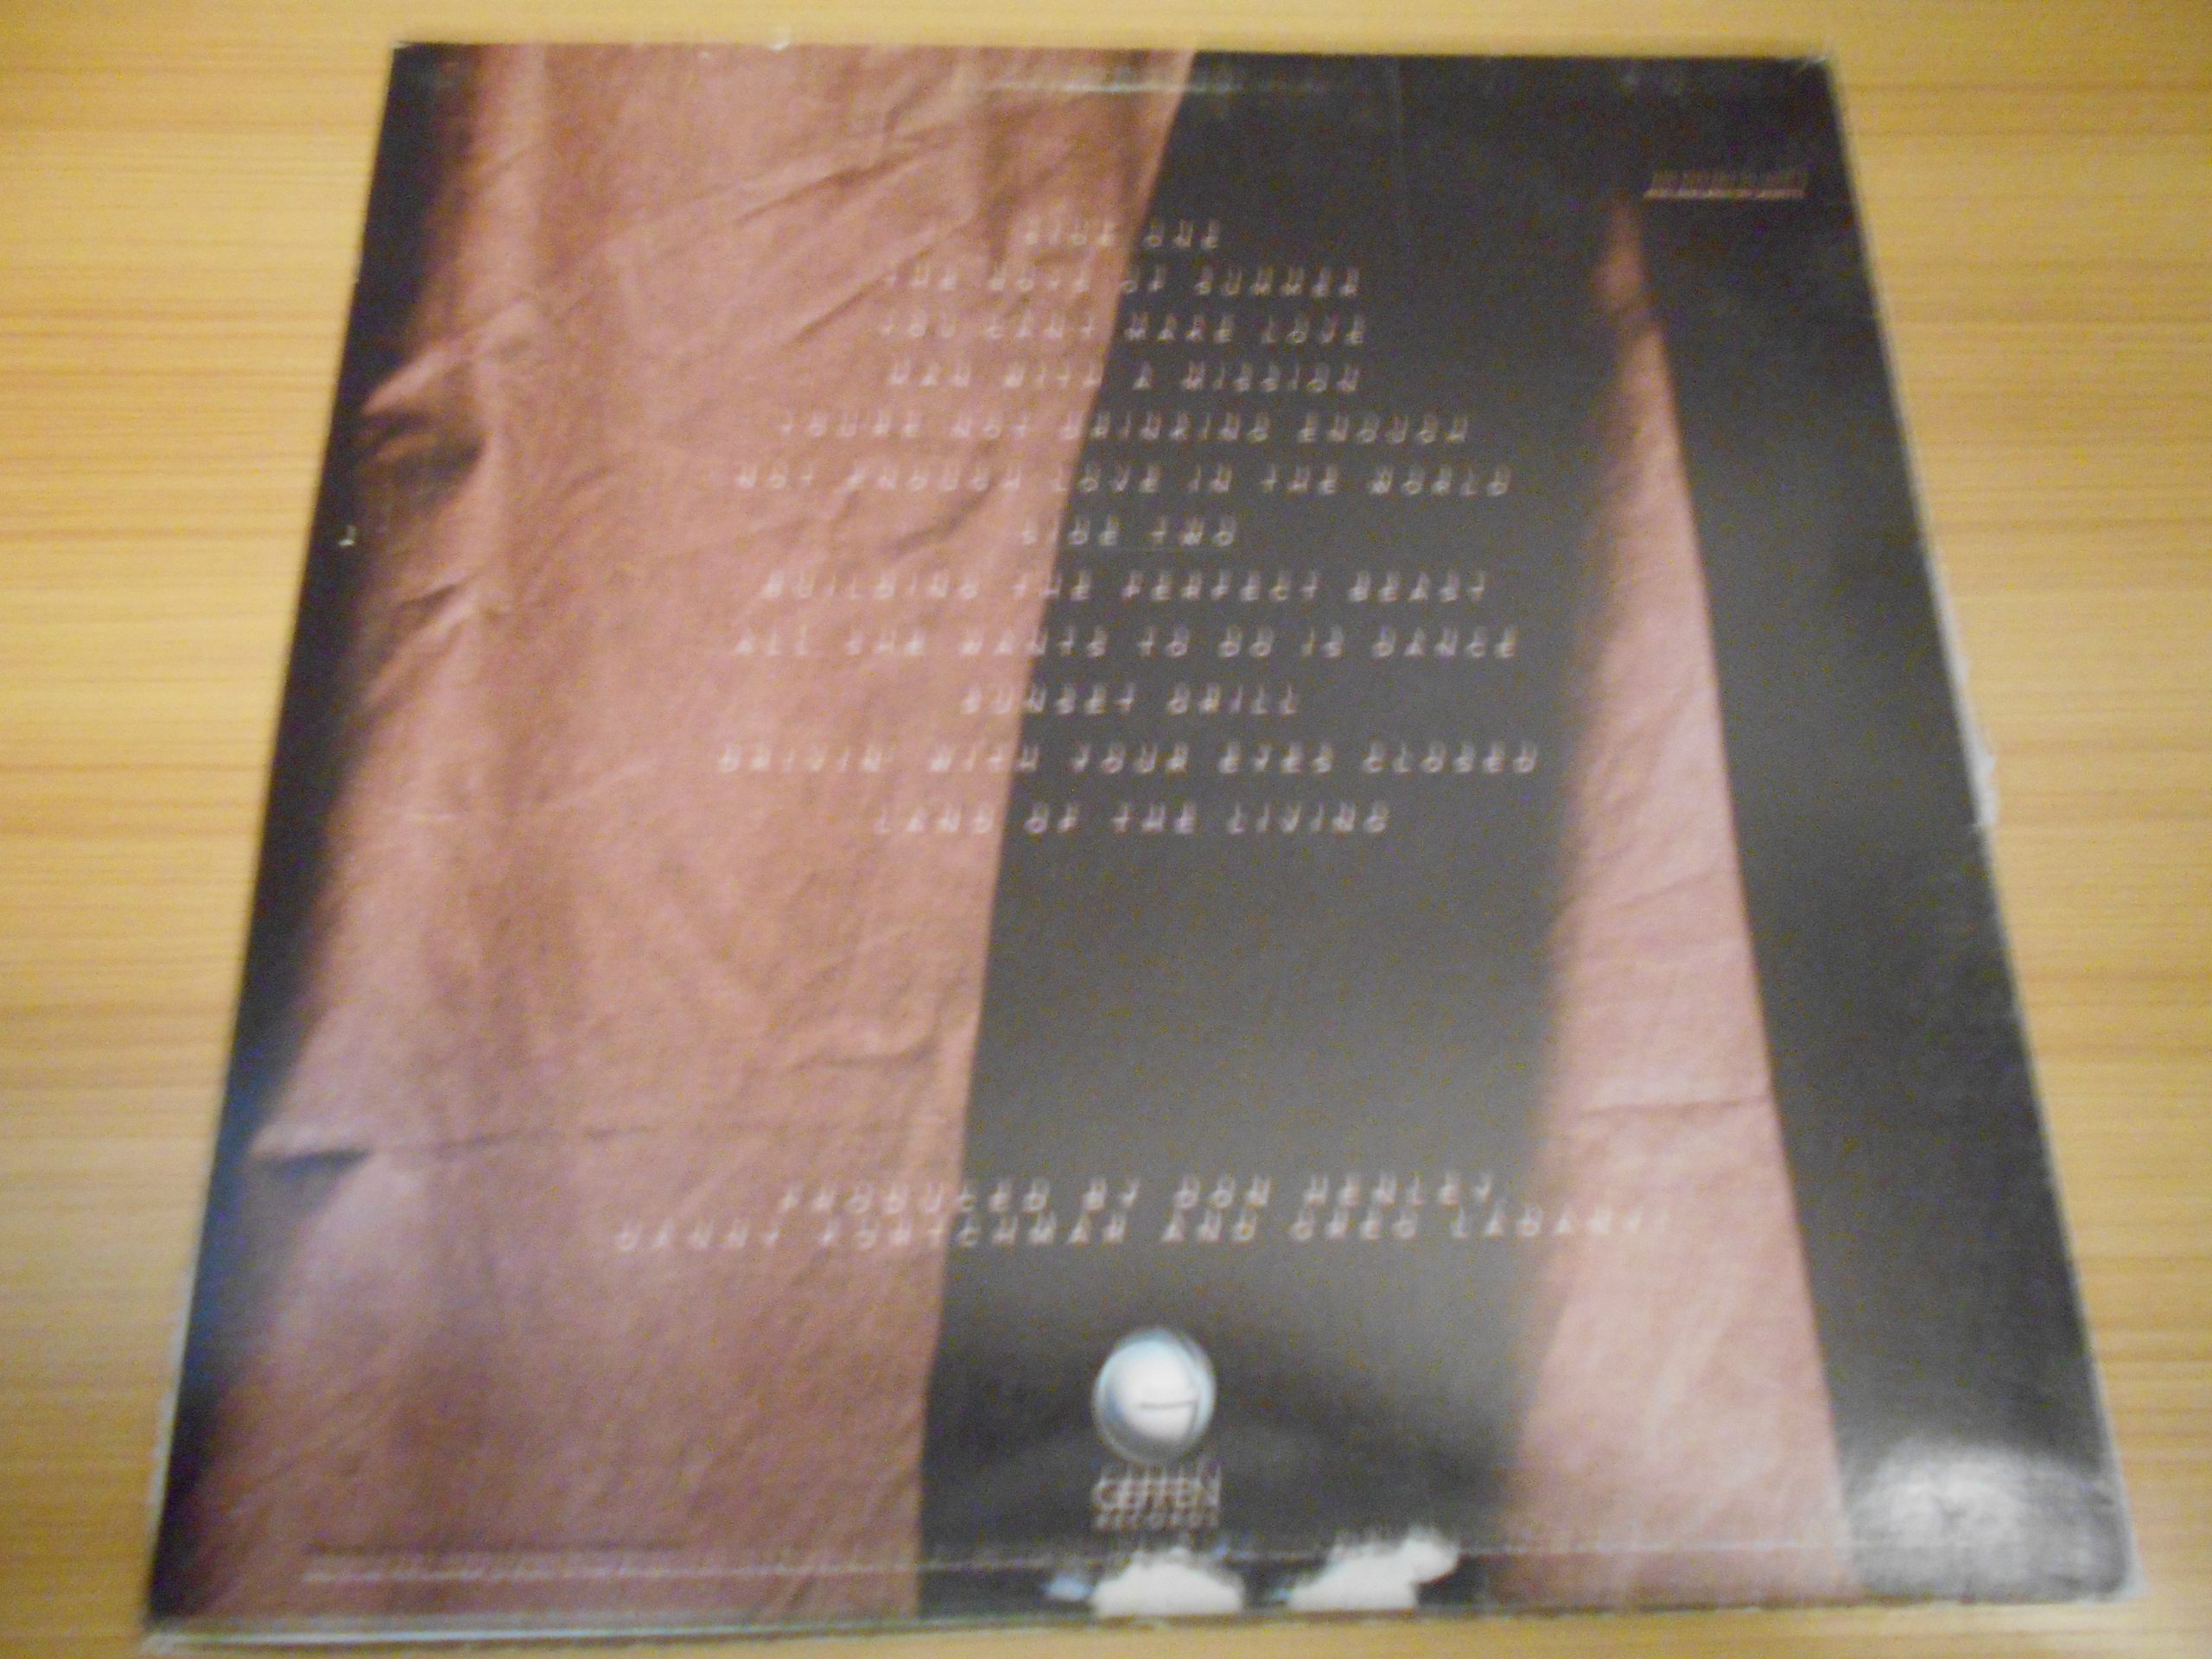 SIDE ONE
THE BOYS OF SUMMER
YOU CAN'T MAKE LOVE
MAN WITH A MISSION
YOU'RE NOT DRINKING ENOUGH
NOT ENOUGH LOVE IN THE WORLD
SIDE TWO
BUILDING THE PERFECT BEAST
ALL SHE WANTS TO DO IS DANCE
SUNSET GRILL
DRIVIN' WITH YOUR EYES CLOSED
LAND OF THE LIVING
PRODUCED BY DON HENLEY,
DANNY KORTCHMAR AND GREG LADANYI
GEFFEN
RECORDS